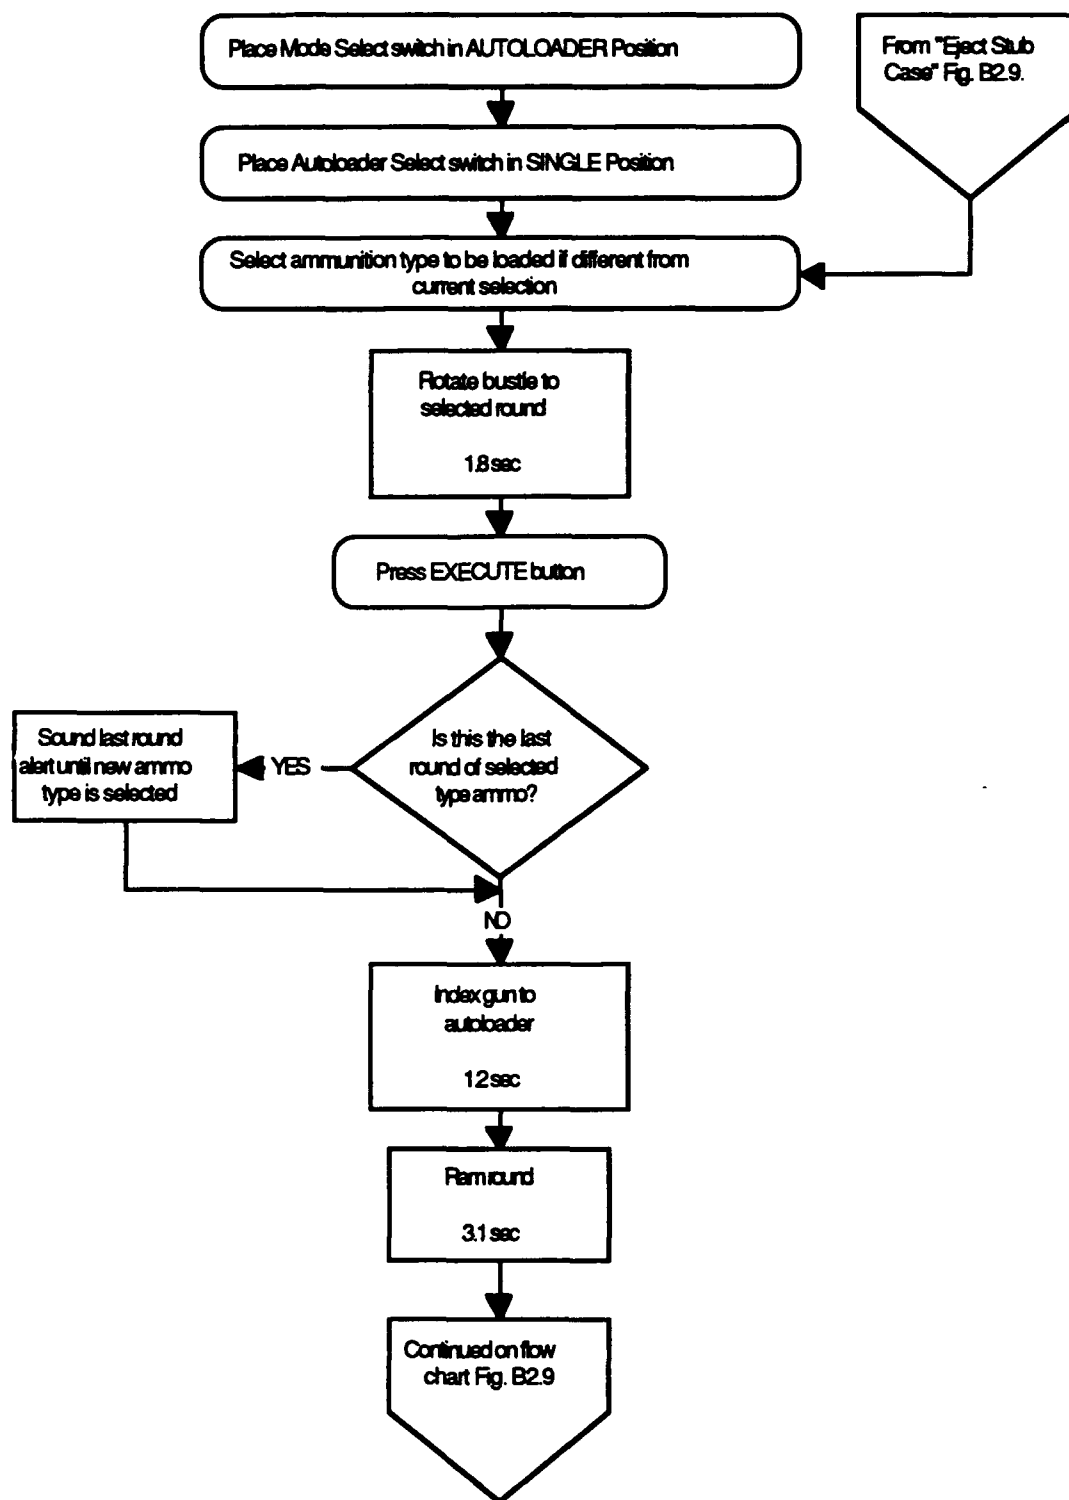 Place Mode Select switch in AUTOLOADER Position
From "Eject Stub
Case" Fig. B2.9.
Place Autoloader Select switch in SINGLE Position
Select ammunition type to be loaded if different from
current selection
Rotate bustle to
selected round
1.8 sec
Press EXECUTE button
Is this the last
round of selected
type ammo?
YES
Sound last round
alert until new ammo
type is selected
NO
Index gun to
autoloader
1.2 sec
Ram round
3.1 sec
Continued on flow
chart Fig. B2.9